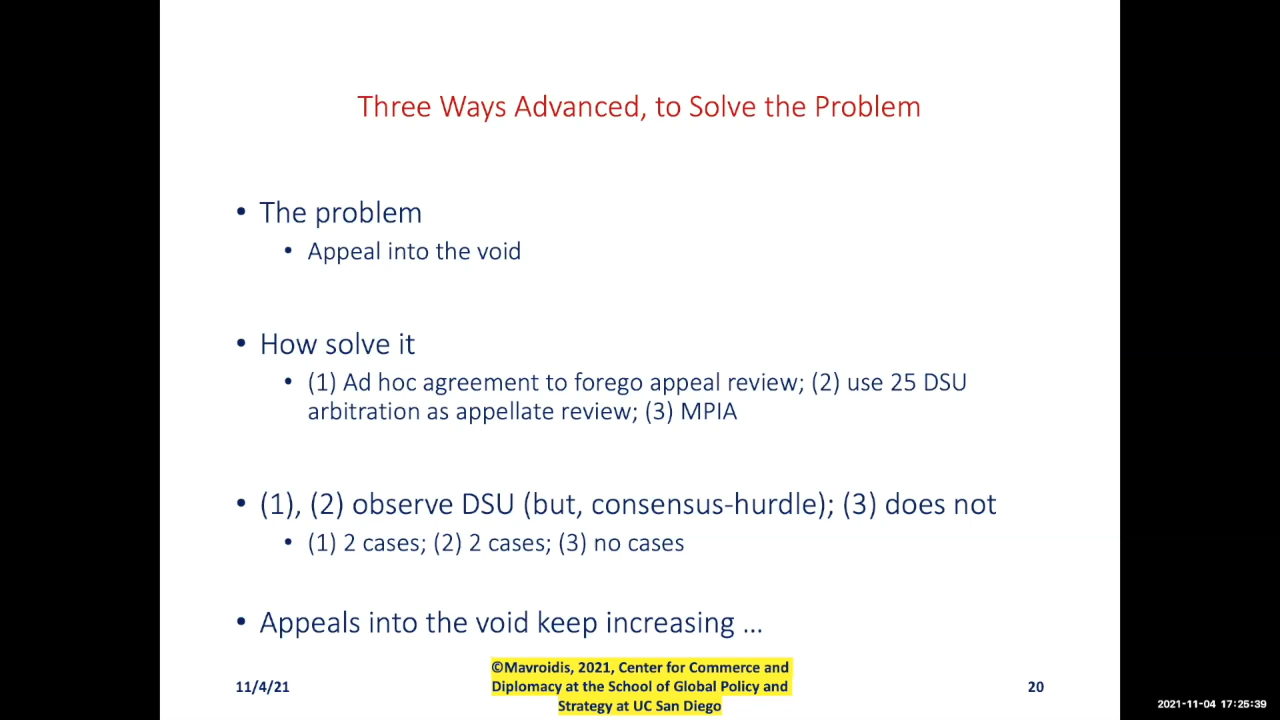 Three Ways Advanced, to Solve the Problem
• The problem
• Appeal into the void
• How solve it
• (1) Ad hoc agreement to forego appeal review; (2) use 25 DSU
arbitration as appellate review; (3) MPIA
• (1), (2) observe DSU (but, consensus-hurdle); (3) does not
• (1) 2 cases; (2) 2 cases; (3) no cases
• Appeals into the void keep increasing …
11/4/21
©Mavroidis, 2021, Center for Commerce and
Diplomacy at the School of Global Policy and
Strategy at UC San Diego
20
2021-11-04 17:25:39